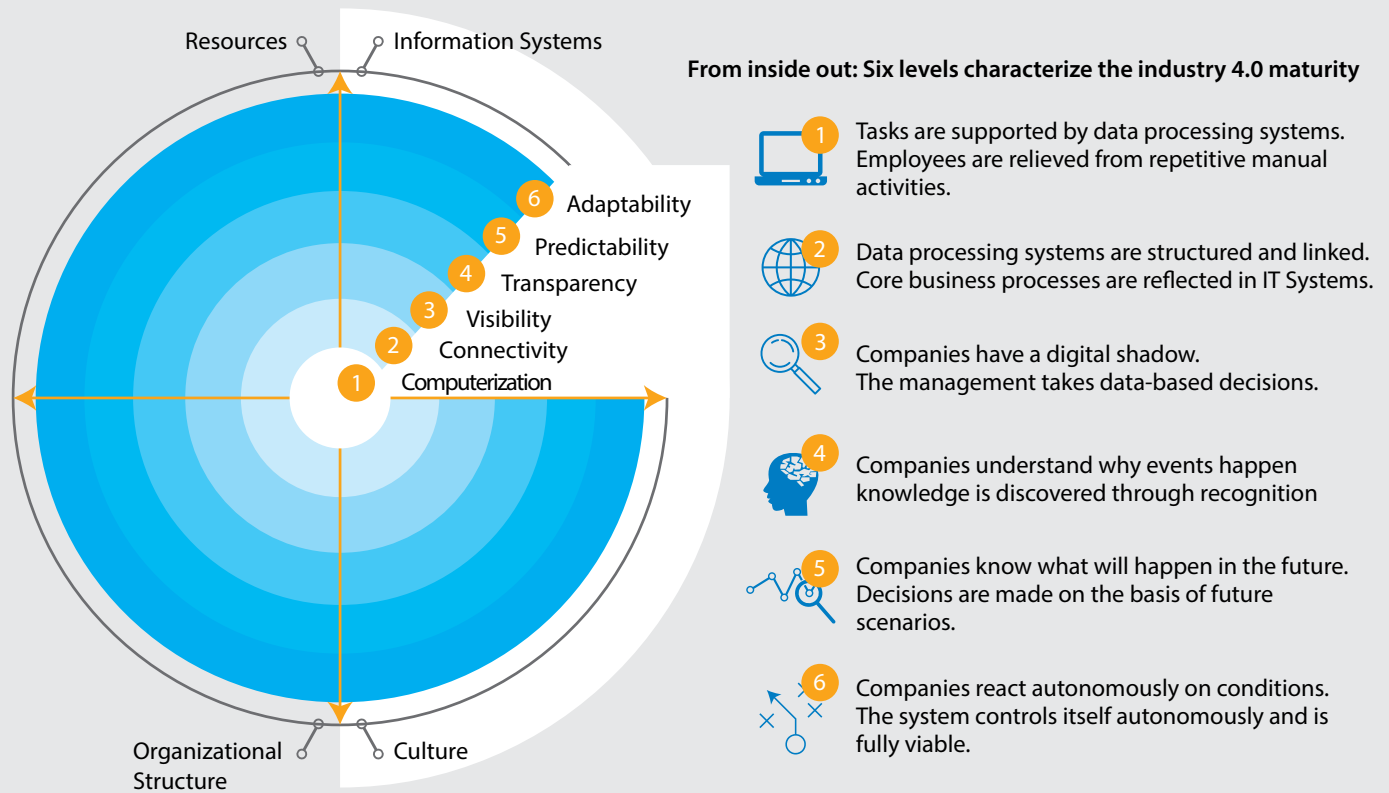 Resources
Information Systems
From inside out: Six levels characterize the industry 4.0 maturity
6
Adaptability
5
Predictability
4
Transparency
3
Visibility
2
Connectivity
1
Computerization
Organizational
Structure
Culture
1
Tasks are supported by data processing systems.
Employees are relieved from repetitive manual
activities.
2
Data processing systems are structured and linked.
Core business processes are reflected in IT Systems.
3
Companies have a digital shadow.
The management takes data-based decisions.
4
Companies understand why events happen
knowledge is discovered through recognition
5
Companies know what will happen in the future.
Decisions are made on the basis of future
scenarios.
6
Companies react autonomously on conditions.
The system controls itself autonomously and is
fully viable.